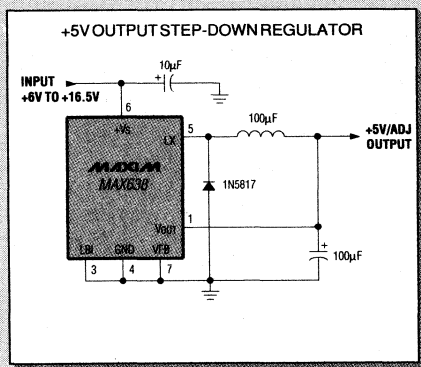 +5V OUTPUT STEP-DOWN REGULATOR
10µF
+
INPUT
+6V TO +16.5V
6
+Vs
5
LX
100µF
+5V/ADJ
OUTPUT
MAXIM
MAX638
1N5817
1
VOUT
+
100µF
LBI
GND
VFB
3
4
7